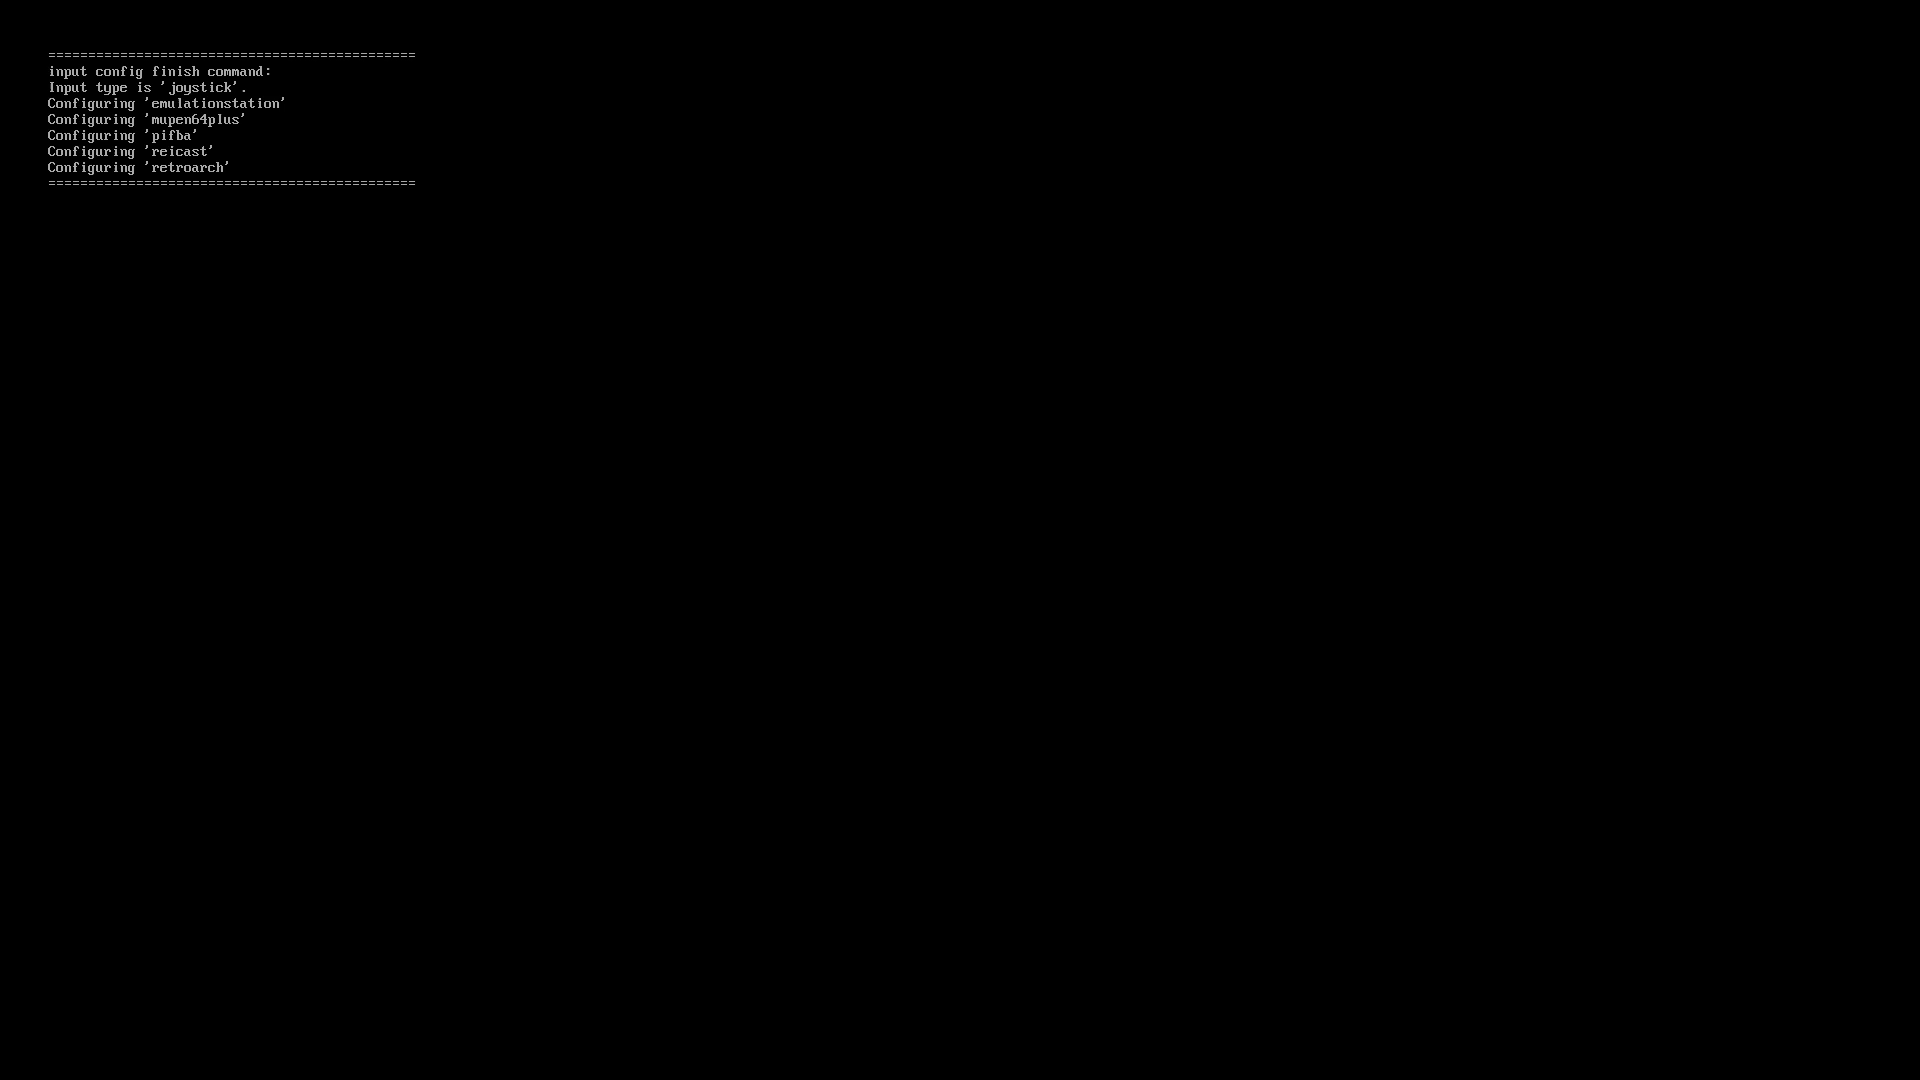 ==============================================
input config finish command:
Input type is 'joystick'.
Configuring 'emulationstation'
Configuring 'mupen64plus'
Configuring 'pifba'
Configuring 'reicast'
Configuring 'retroarch'
==============================================